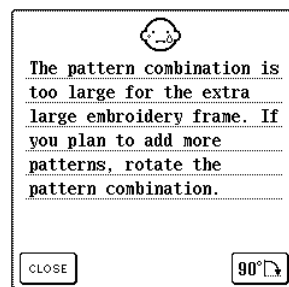 The pattern combination is
too large for the extra
large embroidery frame. If
you plan to add more
patterns, rotate the
pattern combination.
CLOSE
90°